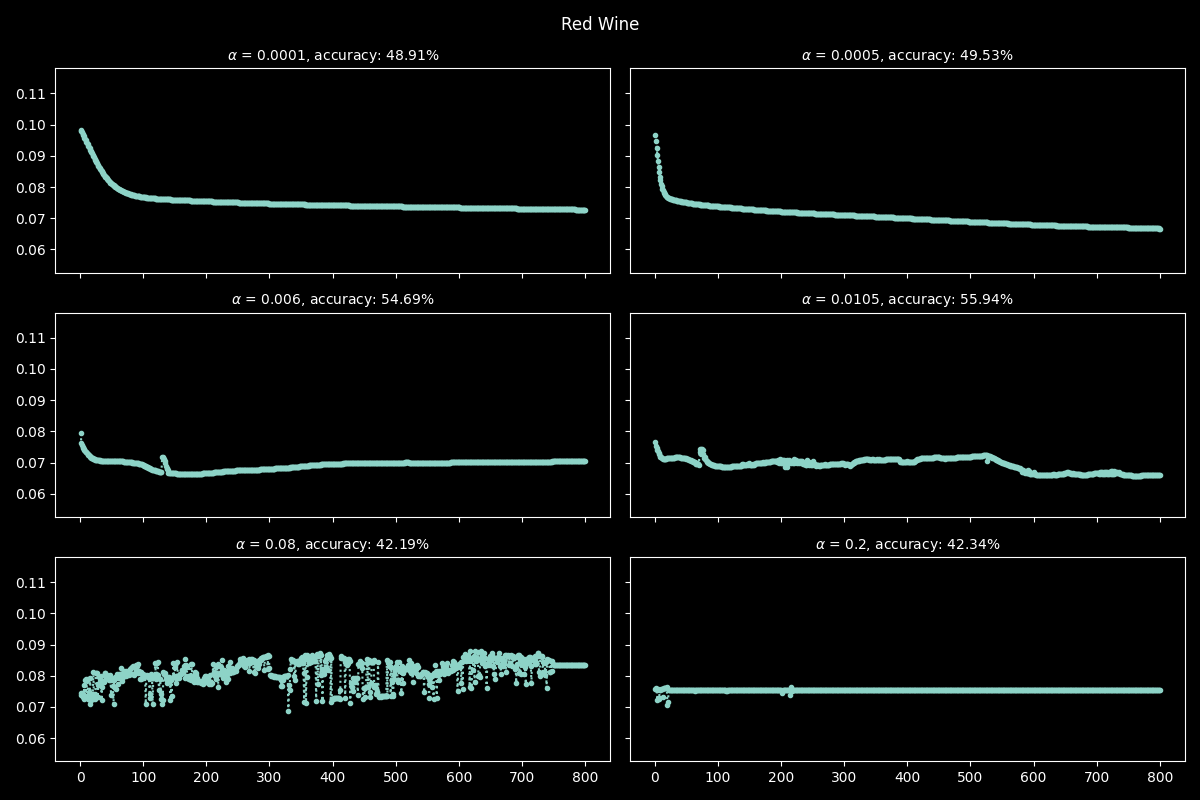 Red Wine
α = 0.0001, accuracy: 48.91%
α = 0.0005, accuracy: 49.53%
0.11
0.10
0.09
0.08
0.07
0.06
α = 0.006, accuracy: 54.69%
α = 0.0105, accuracy: 55.94%
0.11
0.10
0.09
0.08
0.07
0.06
α = 0.08, accuracy: 42.19%
α = 0.2, accuracy: 42.34%
0.11
0.10
0.09
0.08
0.07
0.06
0 100 200 300 400 500 600 700 800
0 100 200 300 400 500 600 700 800